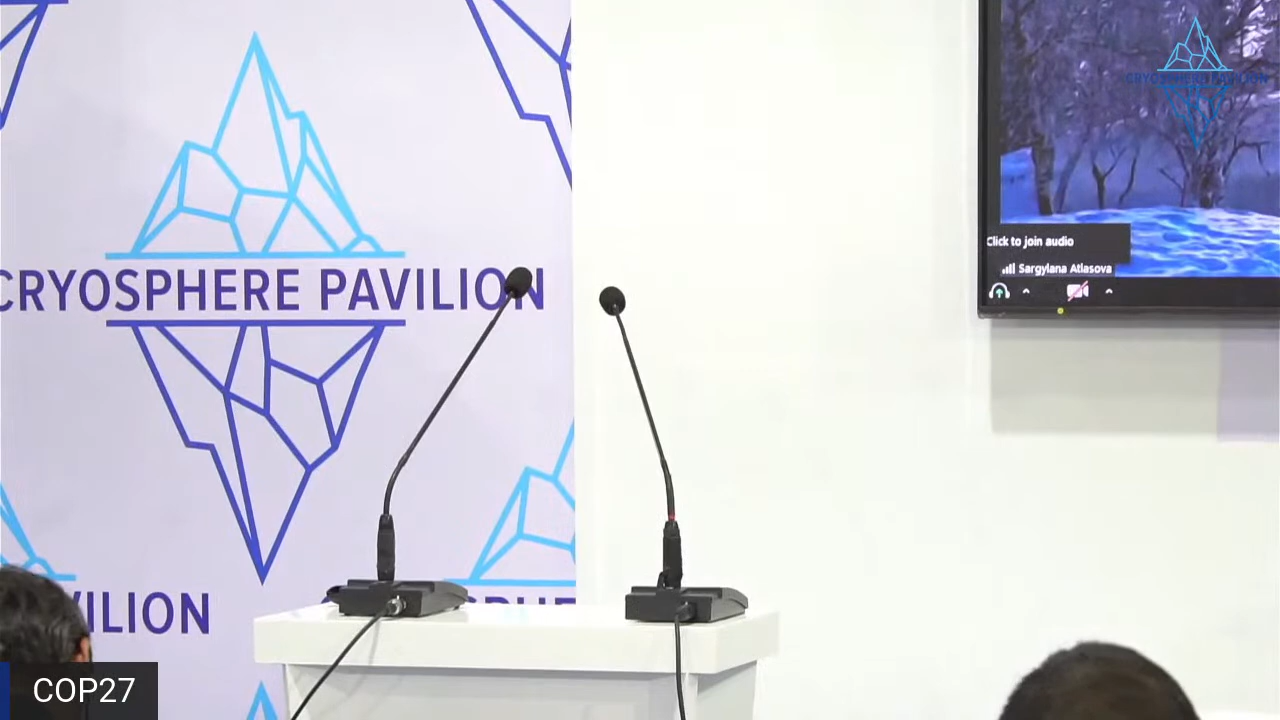 CRYOSPHERE PAVILION
CRYOSPHERE PAVILION
Click to join audio
Sargylana Atlasova
VILION
COP27